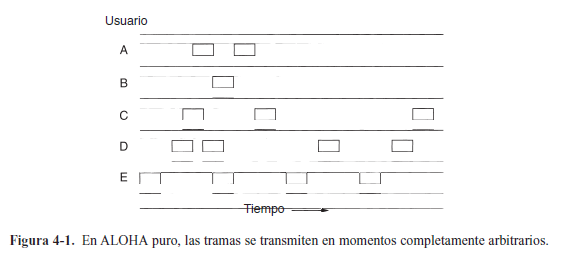 Usuario
A
B
C
D
E
Tiempo
Figura 4-1. En ALOHA puro, las tramas se transmiten en momentos completamente arbitrarios.